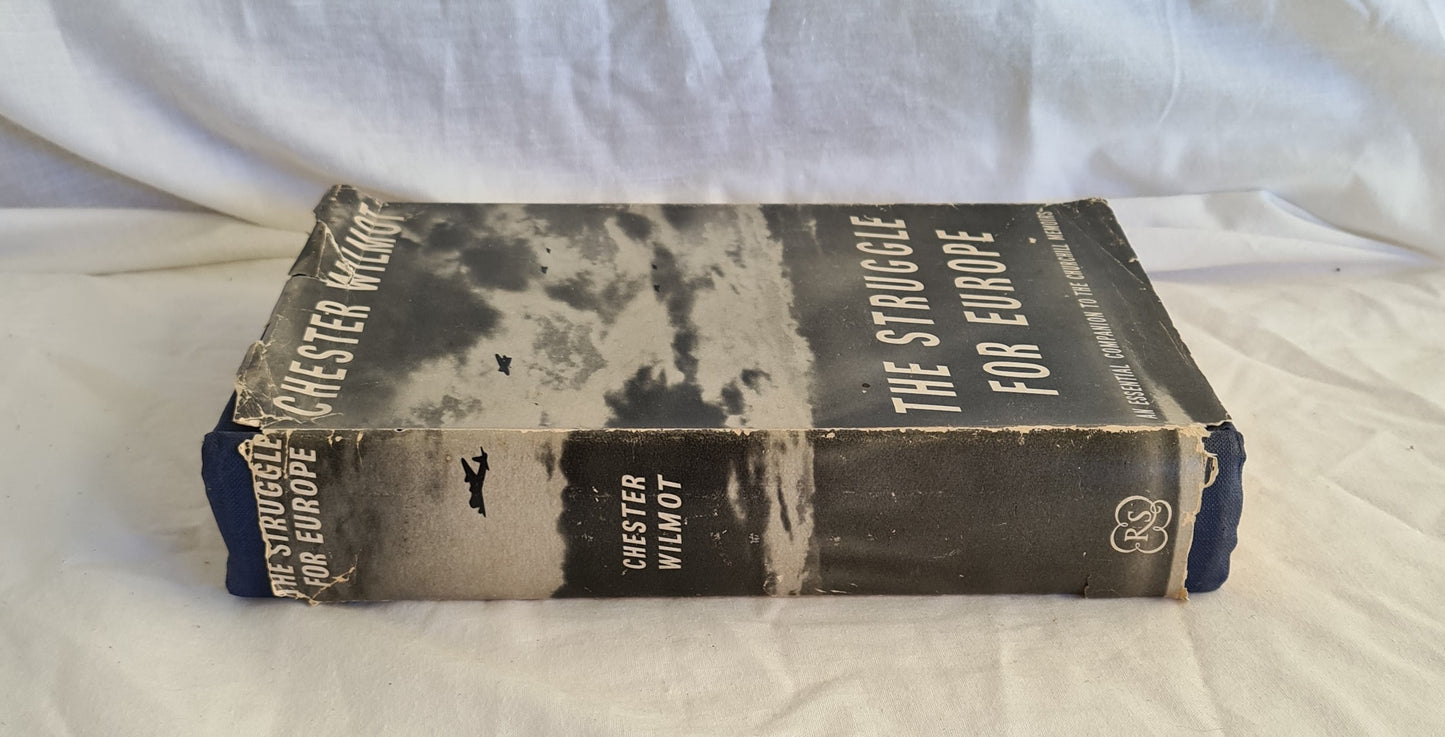 CHESTER WILMOT
THE STRUGGLE
FOR EUROPE
AN ESSENTIAL COMPANION TO THE CHURCHILL MEMOIRS
THE STRUGGLE
FOR EUROPE
CHESTER
WILMOT
RS